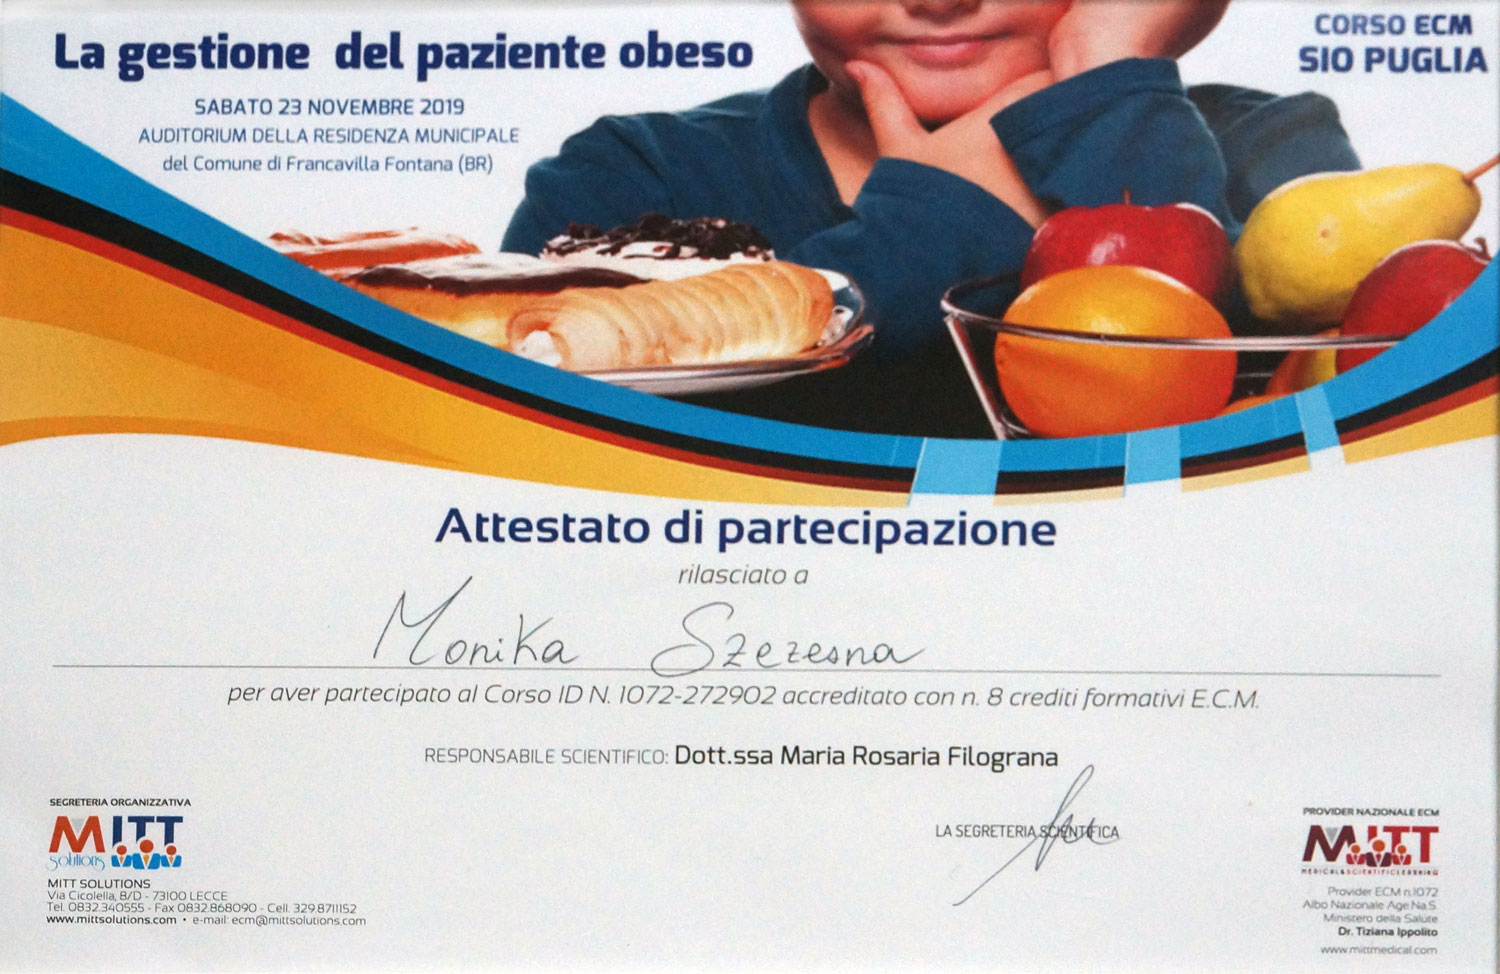 La gestione del paziente obeso
SABATO 23 NOVEMBRE 2019
AUDITORIUM DELLA RESIDENZA MUNICIPALE
del Comune di Francavilla Fontana (BR)
CORSO ECM
SIO PUGLIA
Attestato di partecipazione
rilasciato a
Monika Szezesna
per aver partecipato al Corso ID N. 1072-272902 accreditato con n. 8 crediti formativi E.C.M.
RESPONSABILE SCIENTIFICO: Dott.ssa Maria Rosaria Filograna
LA SEGRETERIA SCIENTIFICA
SEGRETERIA ORGANIZZATIVA
MITT
solutions
MITT SOLUTIONS
Via Cicolella, 8/D - 73100 LECCE
Tel. 0832.340555 - Fax 0832.868090 - Cell. 329.8711152
www.mittsolutions.com • e-mail: ecm@mittsolutions.com
PROVIDER NAZIONALE ECM
MITT
MEDICAL&SCIENTIFICLEARNING
Provider ECM n.1072
Albo Nazionale Age.Na.S.
Ministero della Salute
Dr. Tiziana Ippolito
www.mittmedical.com